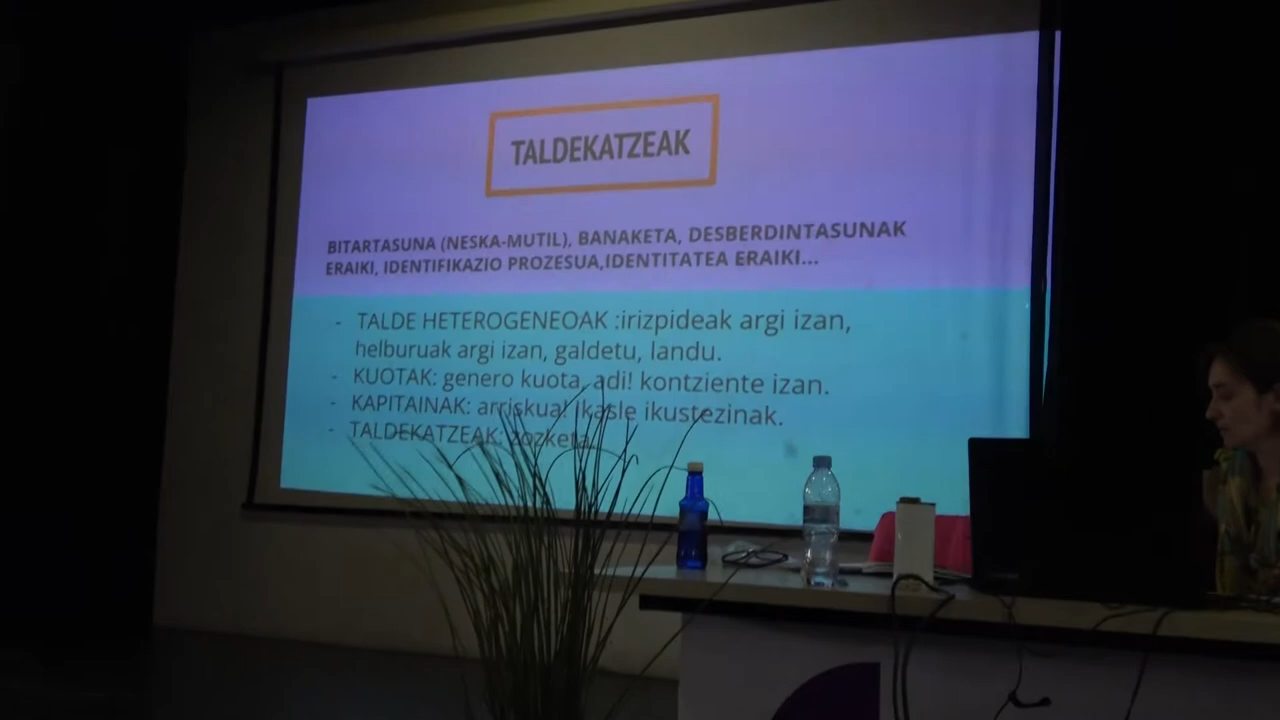 TALDEKATZEAK
BITARTASUNA (NESKA-MUTIL), BANAKETA, DESBERDINTASUNAK
ERAIKI, IDENTIFIKAZIO PROZESUA,IDENTITATEA ERAIKI...
- TALDE HETEROGENEOAK :irizpideak argi izan,
helburuak argi izan, galdetu, landu.
- KUOTAK: genero kuota, adi! kontziente izan.
- KAPITAINAK: arriskua! Ikasle ikustezinak.
- TALDEKATZEAK: zozketa.